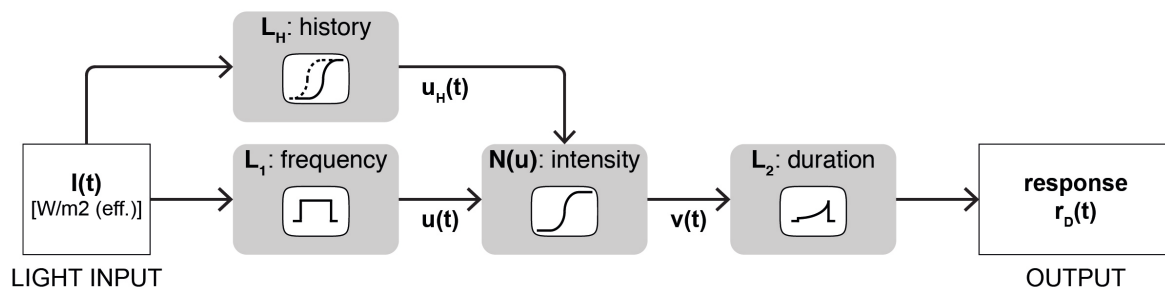 L_H: history
u_H(t)
I(t)
[W/m2 (eff.)]
LIGHT INPUT
L_1: frequency
u(t)
N(u): intensity
v(t)
L_2: duration
response
r_D(t)
OUTPUT